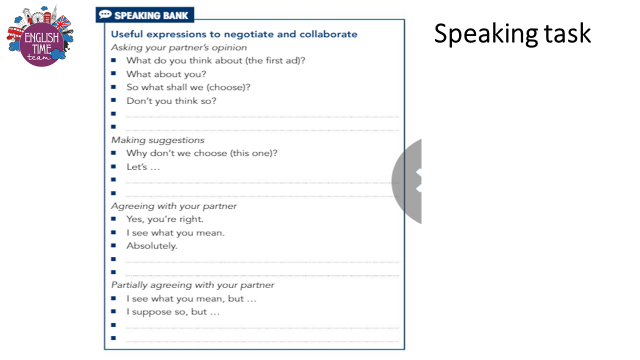 ENGLISH
TIME
team
SPEAKING BANK
Useful expressions to negotiate and collaborate
Asking your partner's opinion
What do you think about (the first ad)?
What about you?
So what shall we (choose)?
Don't you think so?
Making suggestions
Why don't we choose (this one)?
Let's ...
Agreeing with your partner
Yes, you're right.
I see what you mean.
Absolutely.
Partially agreeing with your partner
I see what you mean, but ...
I suppose so, but ...
Speaking task